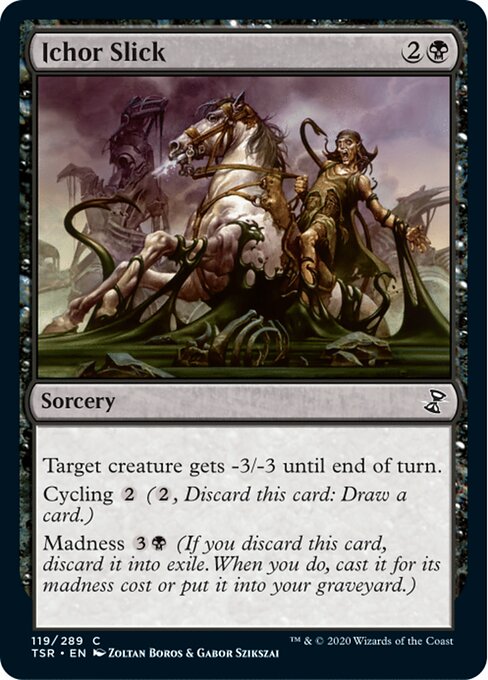 Ichor Slick 2
Sorcery
Target creature gets -3/-3 until end of turn.
Cycling 2 (2, Discard this card: Draw a
card.)
Madness 3 (If you discard this card,
discard it into exile. When you do, cast it for its
madness cost or put it into your graveyard.)
119/289 C
TSR • EN Zoltan Boros & Gabor Szikszai
™ & © 2020 Wizards of the Coast